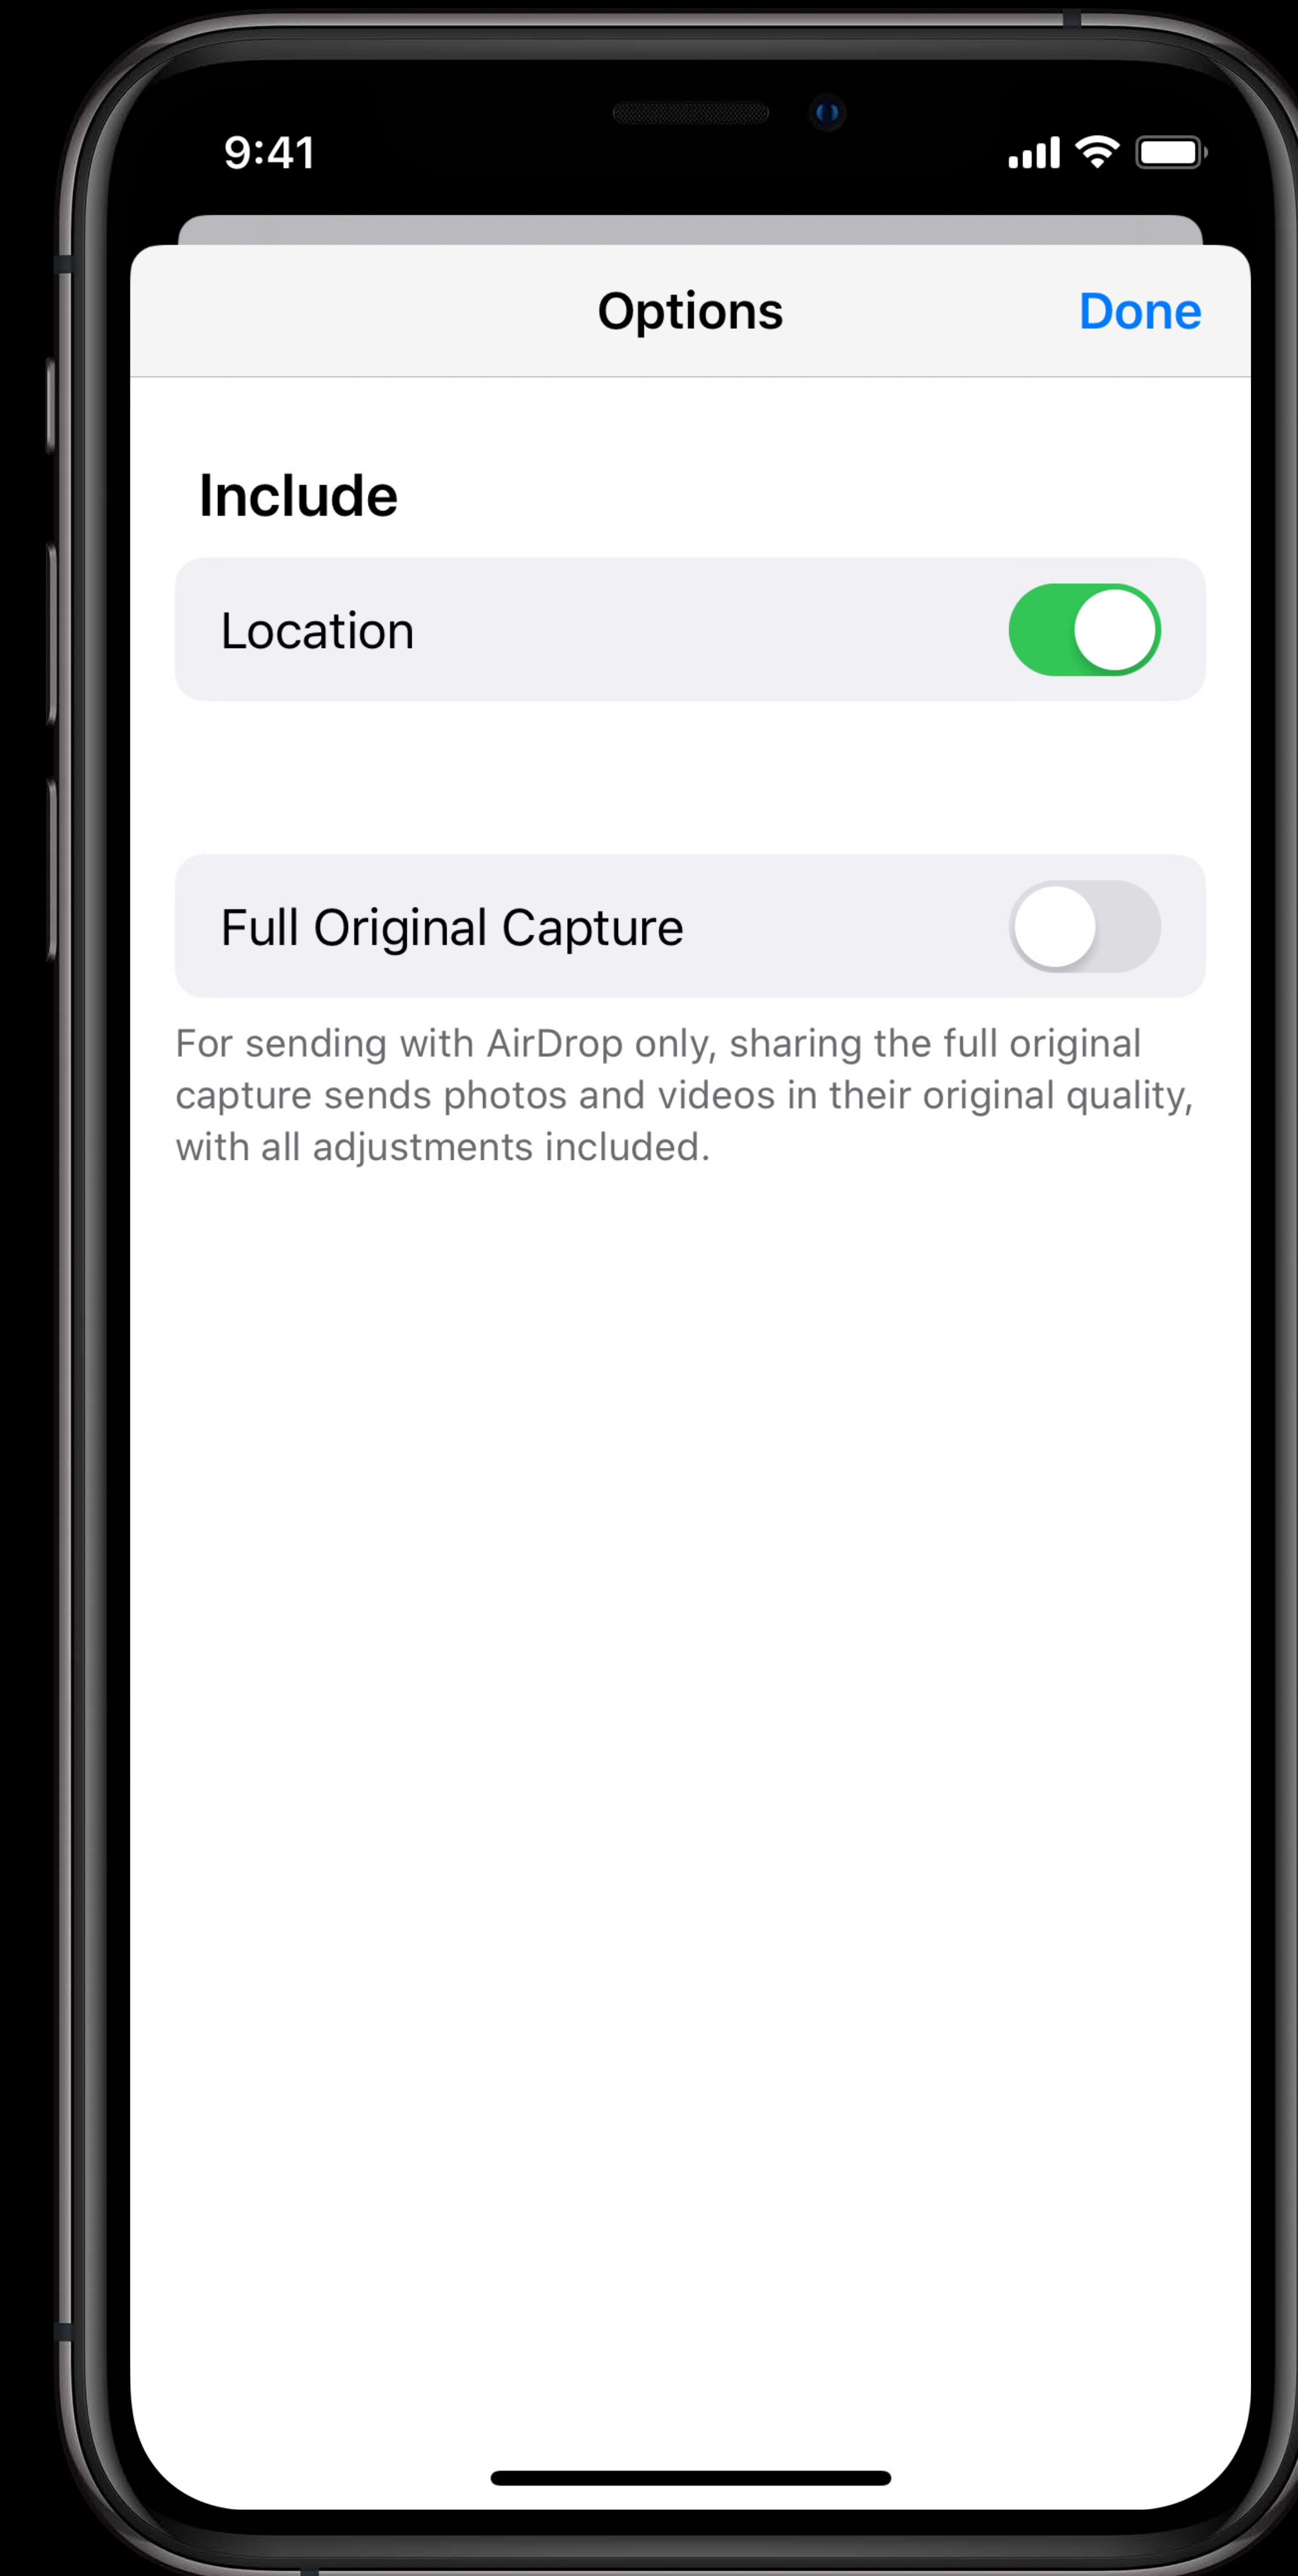 9:41
Options
Done
Include
Location
Full Original Capture
For sending with AirDrop only, sharing the full original
capture sends photos and videos in their original quality,
with all adjustments included.